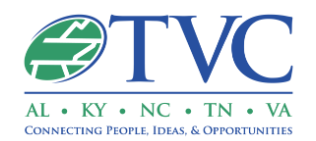 TVC
AL • KY • NC • TN • VA
CONNECTING PEOPLE, IDEAS, & OPPORTUNITIES